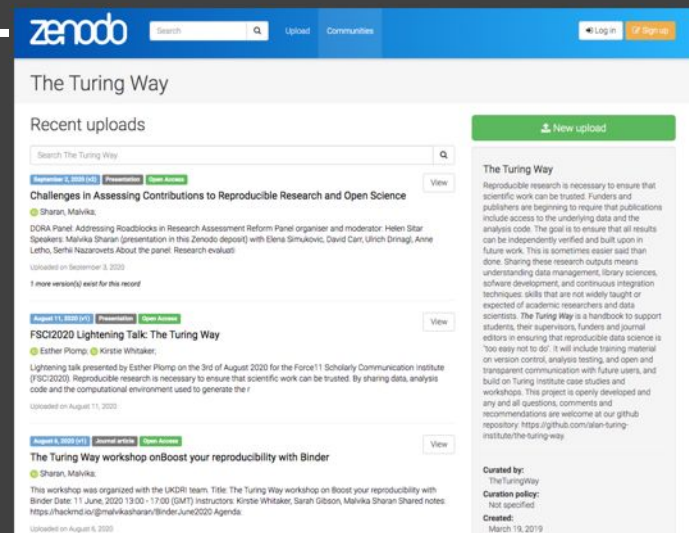 zenodo
Search
Upload
Communities
Log in
Sign up
The Turing Way
Recent uploads
Search The Turing Way
September 2, 2020 (v2) Presentation Open Access
View
Challenges in Assessing Contributions to Reproducible Research and Open Science
Sharan, Malvika;
DORA Panel: Addressing Roadblocks in Research Assessment Reform Panel organiser and moderator: Helen Sitar
Speakers: Malvika Sharan (presentation in this Zenodo deposit) with Elena Simukovic, David Carr, Ulrich Dirnagl, Anne
Letho, Serhii Nazarovets About the panel: Research evaluati
Uploaded on September 3, 2020
1 more version(s) exist for this record
August 11, 2020 (v1) Presentation Open Access
View
FSCI2020 Lightening Talk: The Turing Way
Esther Plomp; Kirstie Whitaker;
Lightening talk presented by Esther Plomp on the 3rd of August 2020 for the Force11 Scholarly Communication Institute
(FSCI2020). Reproducible research is necessary to ensure that scientific work can be trusted. By sharing data, analysis
code and the computational environment used to generate the r
Uploaded on August 11, 2020
August 6, 2020 (v1) Journal article Open Access
View
The Turing Way workshop onBoost your reproducibility with Binder
Sharan, Malvika;
This workshop was organized with the UKDRI team. Title: The Turing Way workshop on Boost your reproducibility with
Binder Date: 11 June, 2020 13:00 - 17:00 (GMT) Instructors: Kirstie Whitaker, Sarah Gibson, Malvika Sharan Shared notes:
https://hackmd.io/@malvikasharan/BinderJune2020 Agenda:
Uploaded on August 6, 2020
New upload
The Turing Way
Reproducible research is necessary to ensure that
scientific work can be trusted. Funders and
publishers are beginning to require that publications
include access to the underlying data and the
analysis code. The goal is to ensure that all results
can be independently verified and built upon in
future work. This is sometimes easier said than
done. Sharing these research outputs means
understanding data management, library sciences,
sofware development, and continuous integration
techniques: skills that are not widely taught or
expected of academic researchers and data
scientists. The Turing Way is a handbook to support
students, their supervisors, funders and journal
editors in ensuring that reproducible data science is
"too easy not to do". It will include training material
on version control, analysis testing, and open and
transparent communication with future users, and
build on Turing Institute case studies and
workshops. This project is openly developed and
any and all questions, comments and
recommendations are welcome at our github
repository: https://github.com/alan-turing-
institute/the-turing-way.
Curated by:
TheTuringWay
Curation policy:
Not specified
Created:
March 19, 2019